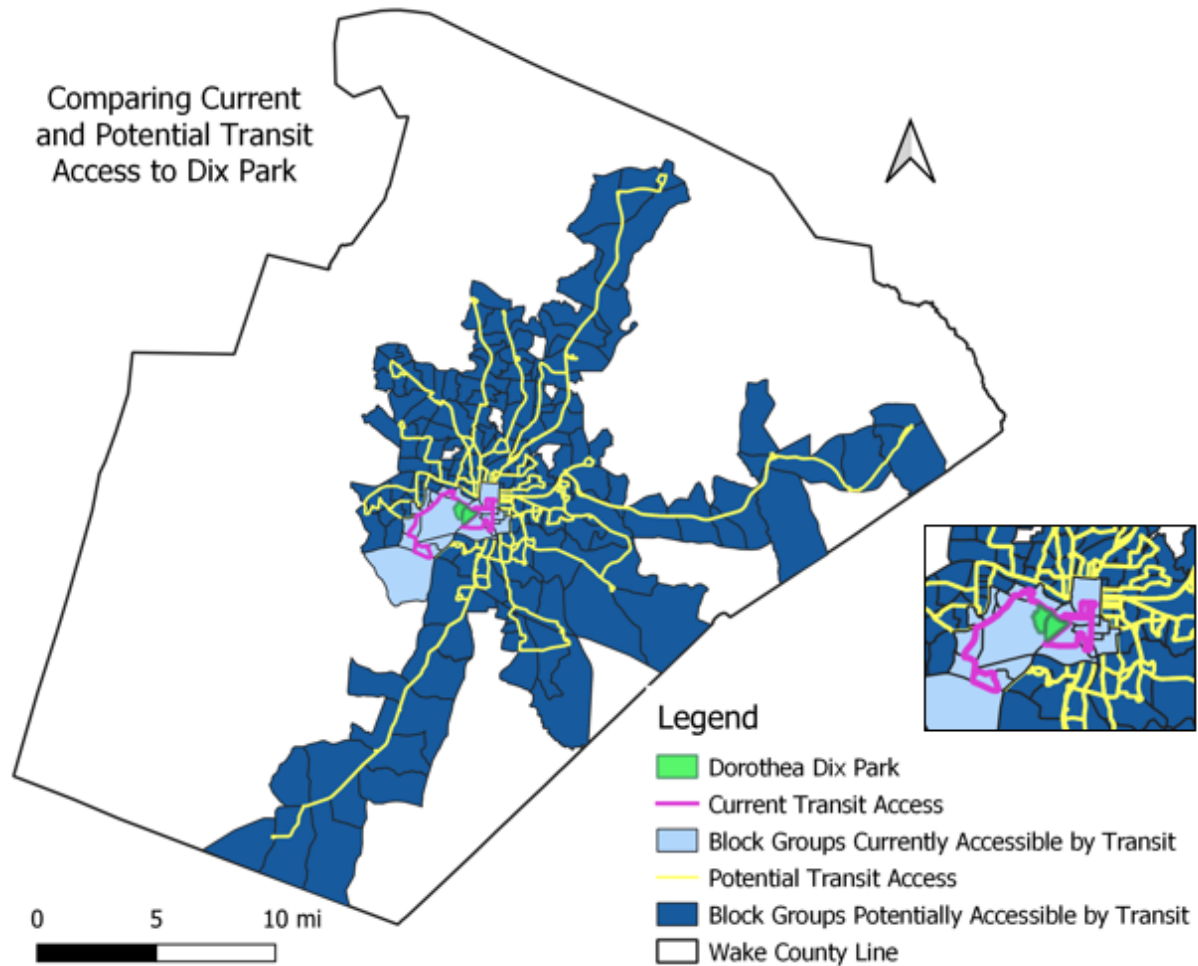 Comparing Current
and Potential Transit
Access to Dix Park
Legend
Dorothea Dix Park
Current Transit Access
Block Groups Currently Accessible by Transit
Potential Transit Access
Block Groups Potentially Accessible by Transit
Wake County Line
0 5 10 mi